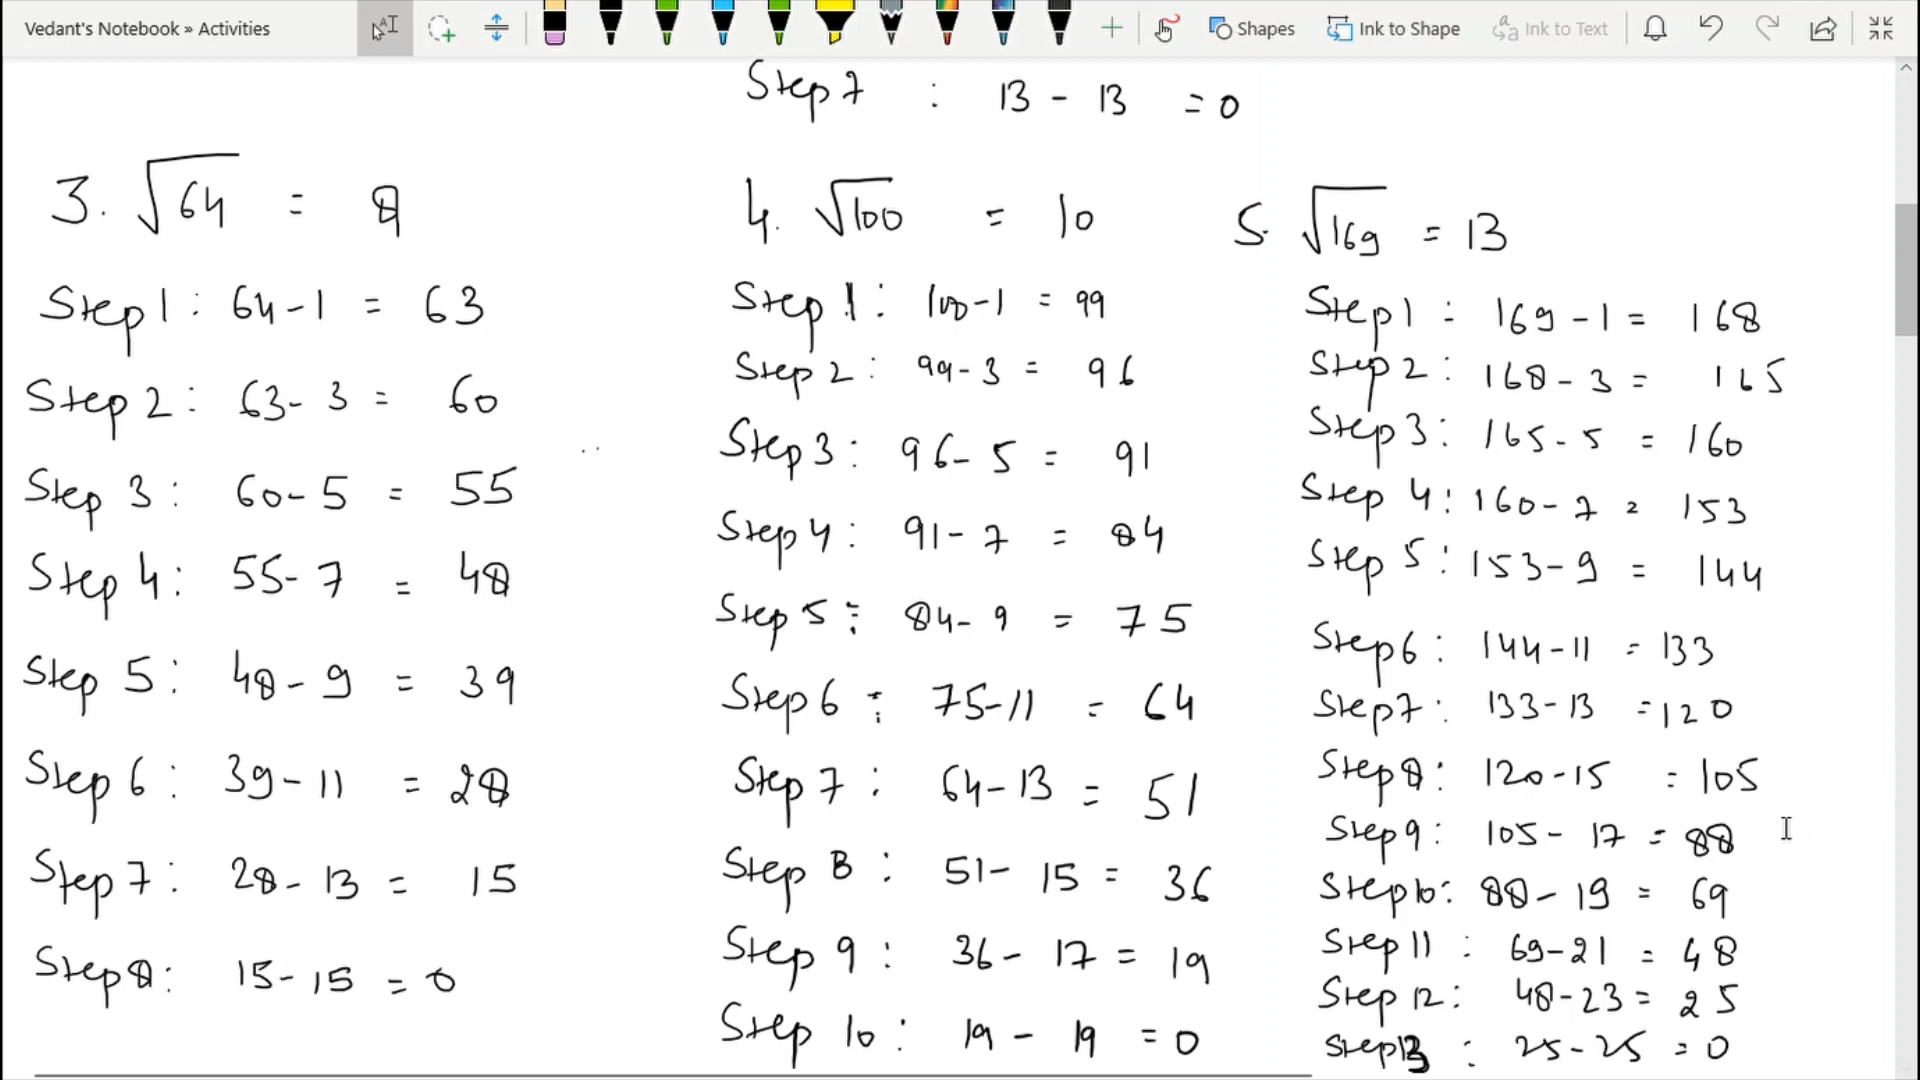 Vedant's Notebook » Activities
Shapes
Ink to Shape
Ink to Text
Step 7 : 13 - 13 = 0
3. √64 = 8
Step 1 : 64 - 1 = 63
Step 2 : 63 - 3 = 60
Step 3 : 60 - 5 = 55
Step 4 : 55 - 7 = 48
Step 5 : 48 - 9 = 39
Step 6 : 39 - 11 = 28
Step 7 : 28 - 13 = 15
Step 8 : 15 - 15 = 0
4. √100 = 10
Step 1 : 100 - 1 = 99
Step 2 : 99 - 3 = 96
Step 3 : 96 - 5 = 91
Step 4 : 91 - 7 = 84
Step 5 : 84 - 9 = 75
Step 6 : 75 - 11 = 64
Step 7 : 64 - 13 = 51
Step 8 : 51 - 15 = 36
Step 9 : 36 - 17 = 19
Step 10 : 19 - 19 = 0
5. √169 = 13
Step 1 : 169 - 1 = 168
Step 2 : 168 - 3 = 165
Step 3 : 165 - 5 = 160
Step 4 : 160 - 7 = 153
Step 5 : 153 - 9 = 144
Step 6 : 144 - 11 = 133
Step 7 : 133 - 13 = 120
Step 8 : 120 - 15 = 105
Step 9 : 105 - 17 = 88
Step 10 : 88 - 19 = 69
Step 11 : 69 - 21 = 48
Step 12 : 48 - 23 = 25
Step 13 : 25 - 25 = 0